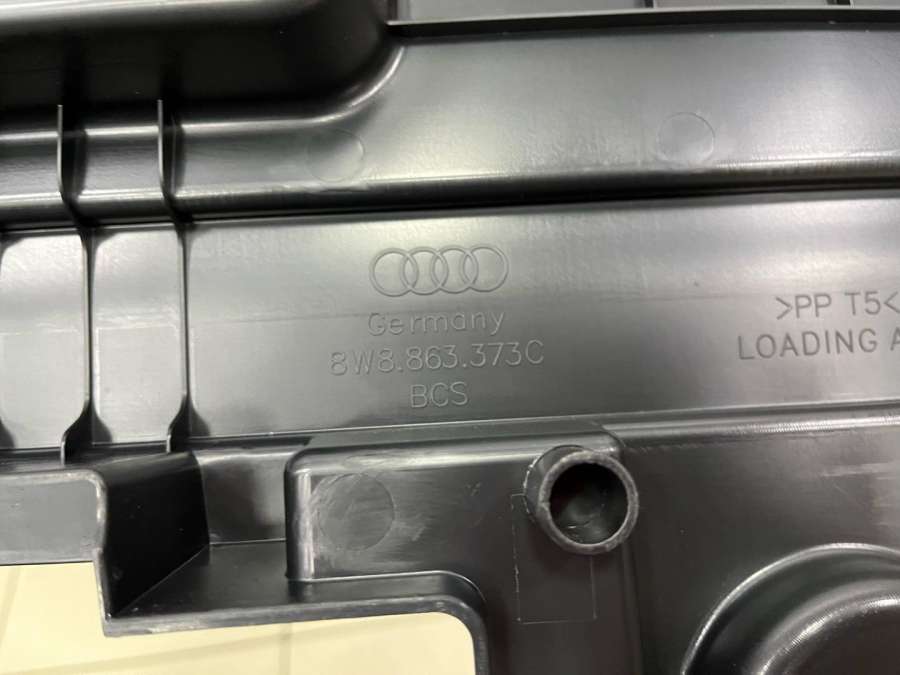 Germany
8W8.863.373C
BCS
>PP T5<
LOADING A